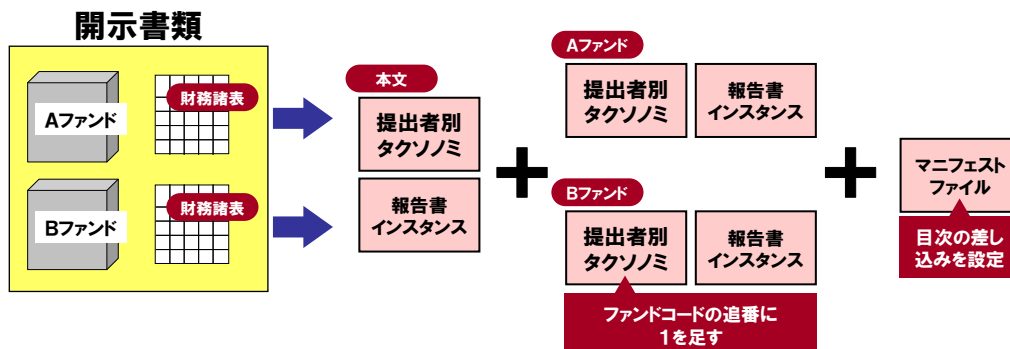 開示書類
Aファンド
財務諸表
Bファンド
財務諸表
本文
提出者別
タクソノミ
報告書
インスタンス
Aファンド
提出者別
タクソノミ
報告書
インスタンス
Bファンド
提出者別
タクソノミ
報告書
インスタンス
ファンドコードの追番に
1を足す
マニフェスト
ファイル
目次の差し
込みを設定